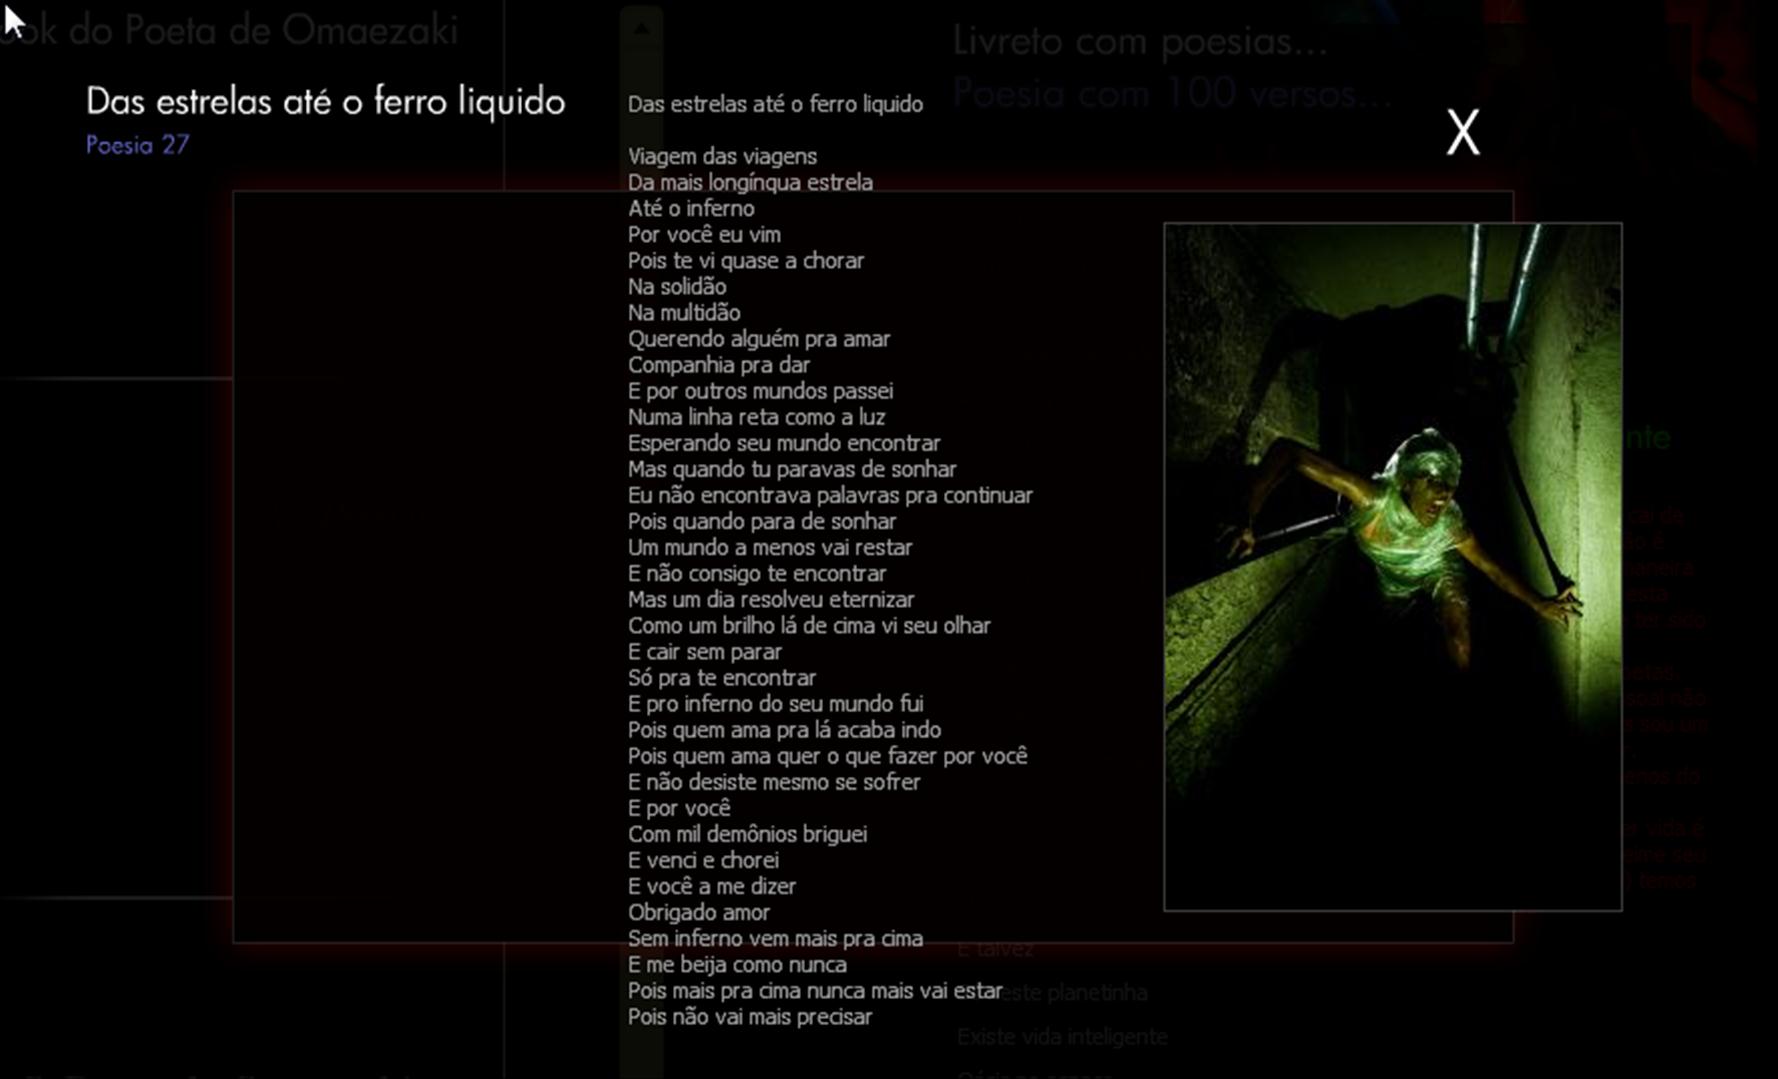 ook do Poeta de Omaezaki
Livreto com poesias...
Poesia com 100 versos...
Das estrelas até o ferro liquido
Poesia 27
X
Das estrelas até o ferro liquido
Viagem das viagens
Da mais longínqua estrela
Até o inferno
Por você eu vim
Pois te vi quase a chorar
Na solidão
Na multidão
Querendo alguém pra amar
Companhia pra dar
E por outros mundos passei
Numa linha reta como a luz
Esperando seu mundo encontrar
Mas quando tu paravas de sonhar
Eu não encontrava palavras pra continuar
Pois quando para de sonhar
Um mundo a menos vai restar
E não consigo te encontrar
Mas um dia resolveu eternizar
Como um brilho lá de cima vi seu olhar
E cair sem parar
Só pra te encontrar
E pro inferno do seu mundo fui
Pois quem ama pra lá acaba indo
Pois quem ama quer o que fazer por você
E não desiste mesmo se sofrer
E por você
Com mil demônios briguei
E venci e chorei
E você a me dizer
Obrigado amor
Sem inferno vem mais pra cima
E me beija como nunca
Pois mais pra cima nunca mais vai estar
Pois não vai mais precisar
nte
E talvez
este planetinha
Existe vida inteligente